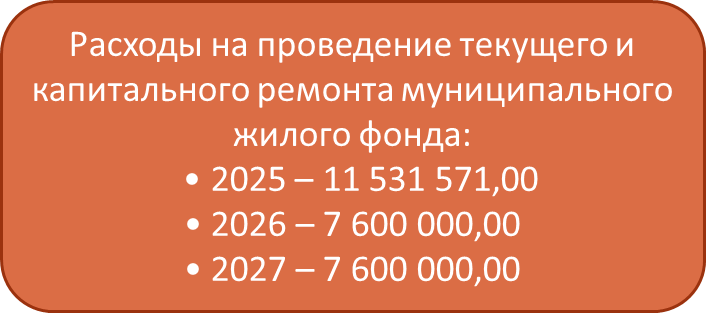 Расходы на проведение текущего и
капитального ремонта муниципального
жилого фонда:
• 2025 – 11 531 571,00
• 2026 – 7 600 000,00
• 2027 – 7 600 000,00